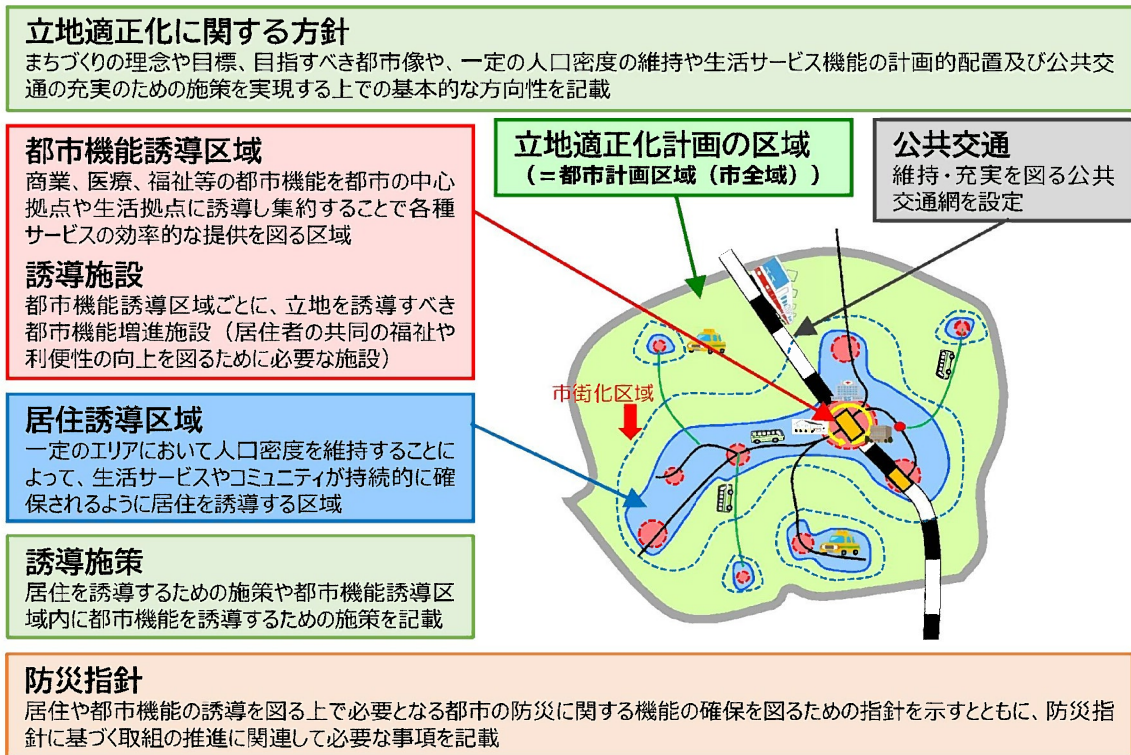 立地適正化に関する方針
まちづくりの理念や目標、目指すべき都市像や、一定の人口密度の維持や生活サービス機能の計画的配置及び公共交
通の充実のための施策を実現する上での基本的な方向性を記載
都市機能誘導区域
商業、医療、福祉等の都市機能を都市の中心
拠点や生活拠点に誘導し集約することで各種
サービスの効率的な提供を図る区域
誘導施設
都市機能誘導区域ごとに、立地を誘導すべき
都市機能増進施設（居住者の共同の福祉や
利便性の向上を図るために必要な施設）
立地適正化計画の区域
（＝都市計画区域（市全域））
公共交通
維持・充実を図る公共
交通網を設定
市街化区域
居住誘導区域
一定のエリアにおいて人口密度を維持することに
よって、生活サービスやコミュニティが持続的に確
保されるように居住を誘導する区域
誘導施策
居住を誘導するための施策や都市機能誘導区
域内に都市機能を誘導するための施策を記載
防災指針
居住や都市機能の誘導を図る上で必要となる都市の防災に関する機能の確保を図るための指針を示すとともに、防災指
針に基づく取組の推進に関連して必要な事項を記載